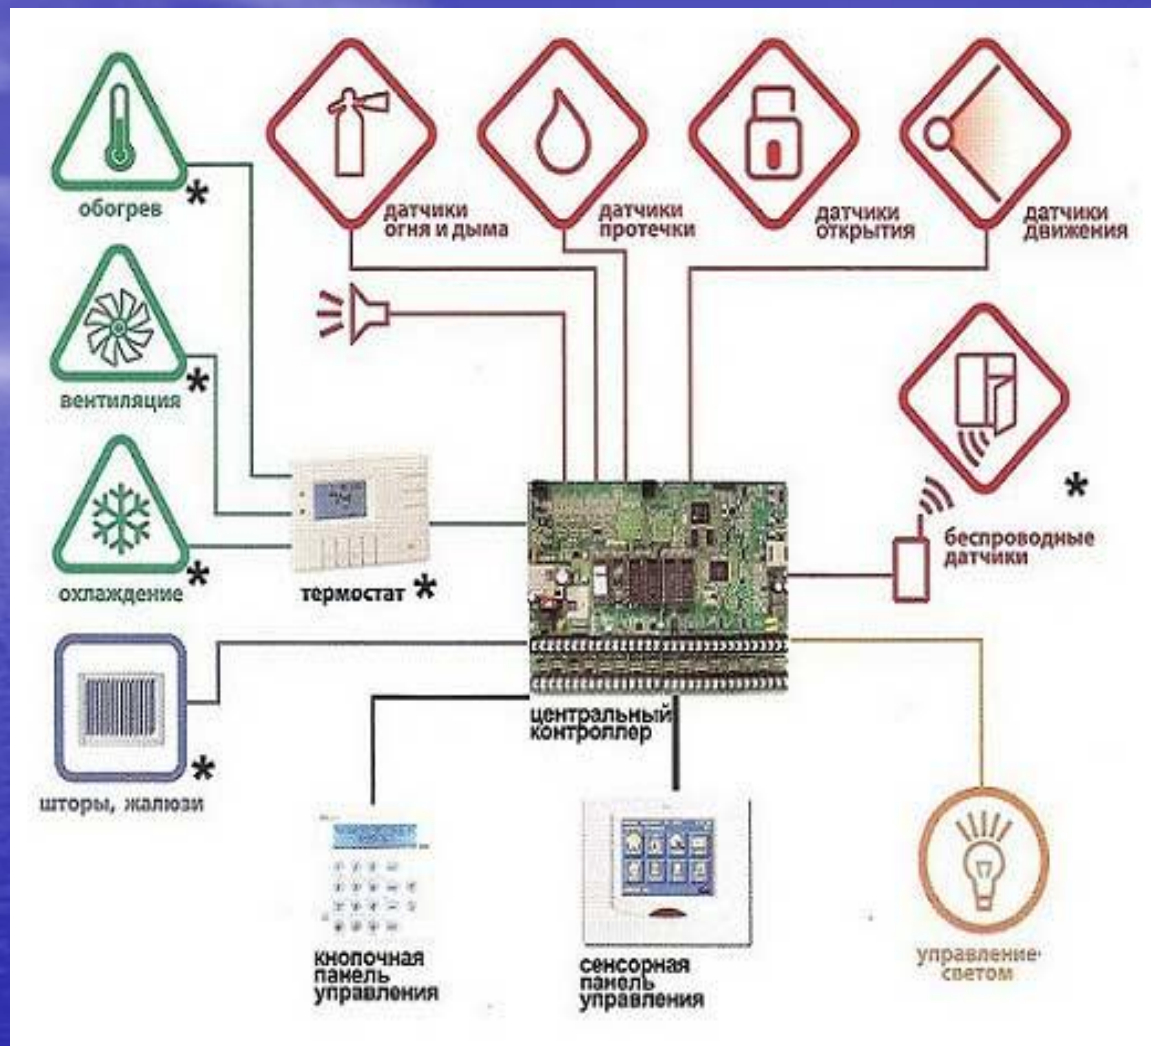 датчики
огня и дыма
датчики
протечки
датчики
открытия
датчики
движения
обогрев
*
вентиляция
*
охлаждение
*
термостат *
беспроводные
датчики
*
центральный
контроллер
шторы, жалюзи
*
кнопочная
панель
управления
сенсорная
панель
управления
управление
светом